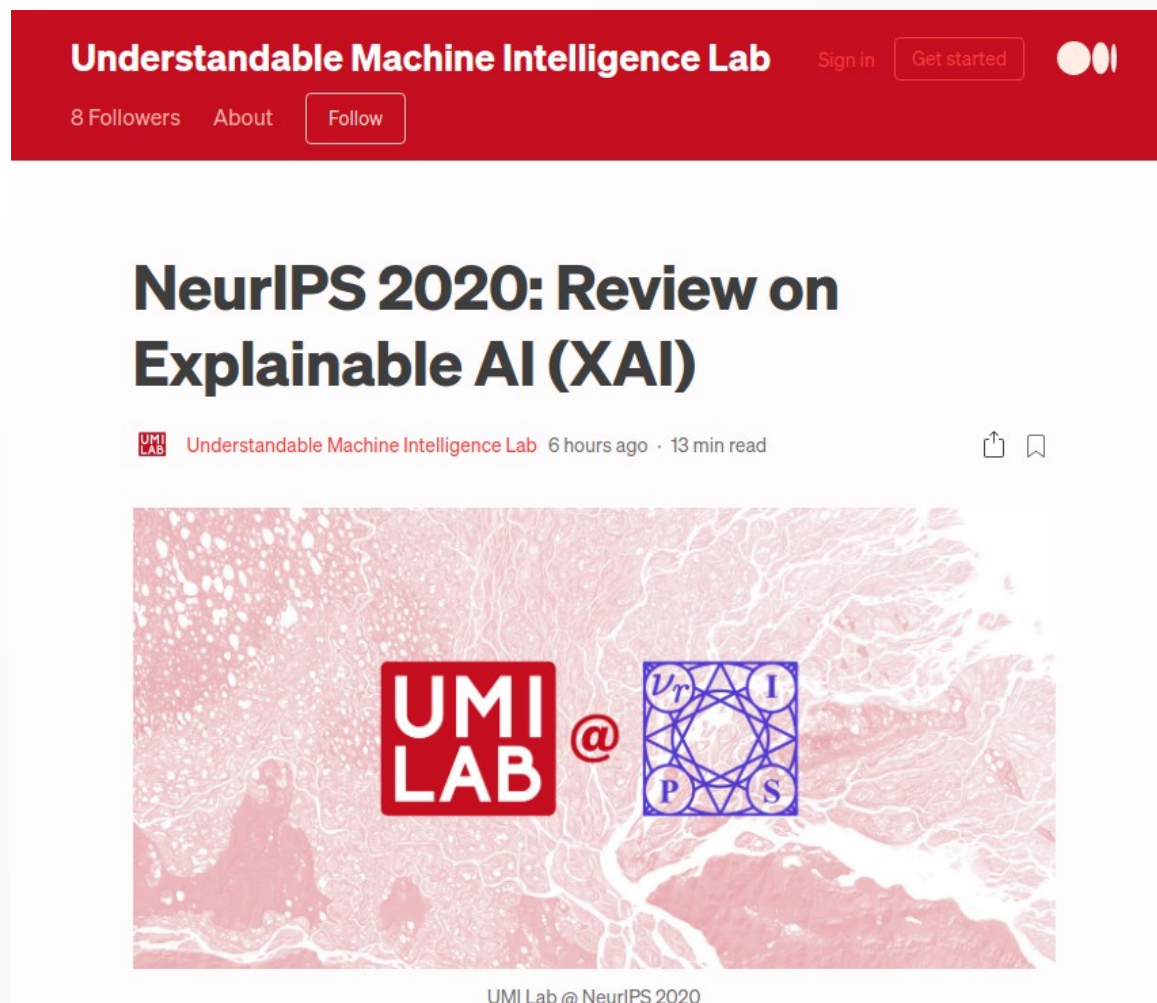 Understandable Machine Intelligence Lab Sign in Get started
8 Followers About Follow
NeurIPS 2020: Review on
Explainable AI (XAI)
UMI
LAB
Understandable Machine Intelligence Lab 6 hours ago · 13 min read
UMI
LAB
@
νr I
P S
UMI Lab @ NeurIPS 2020